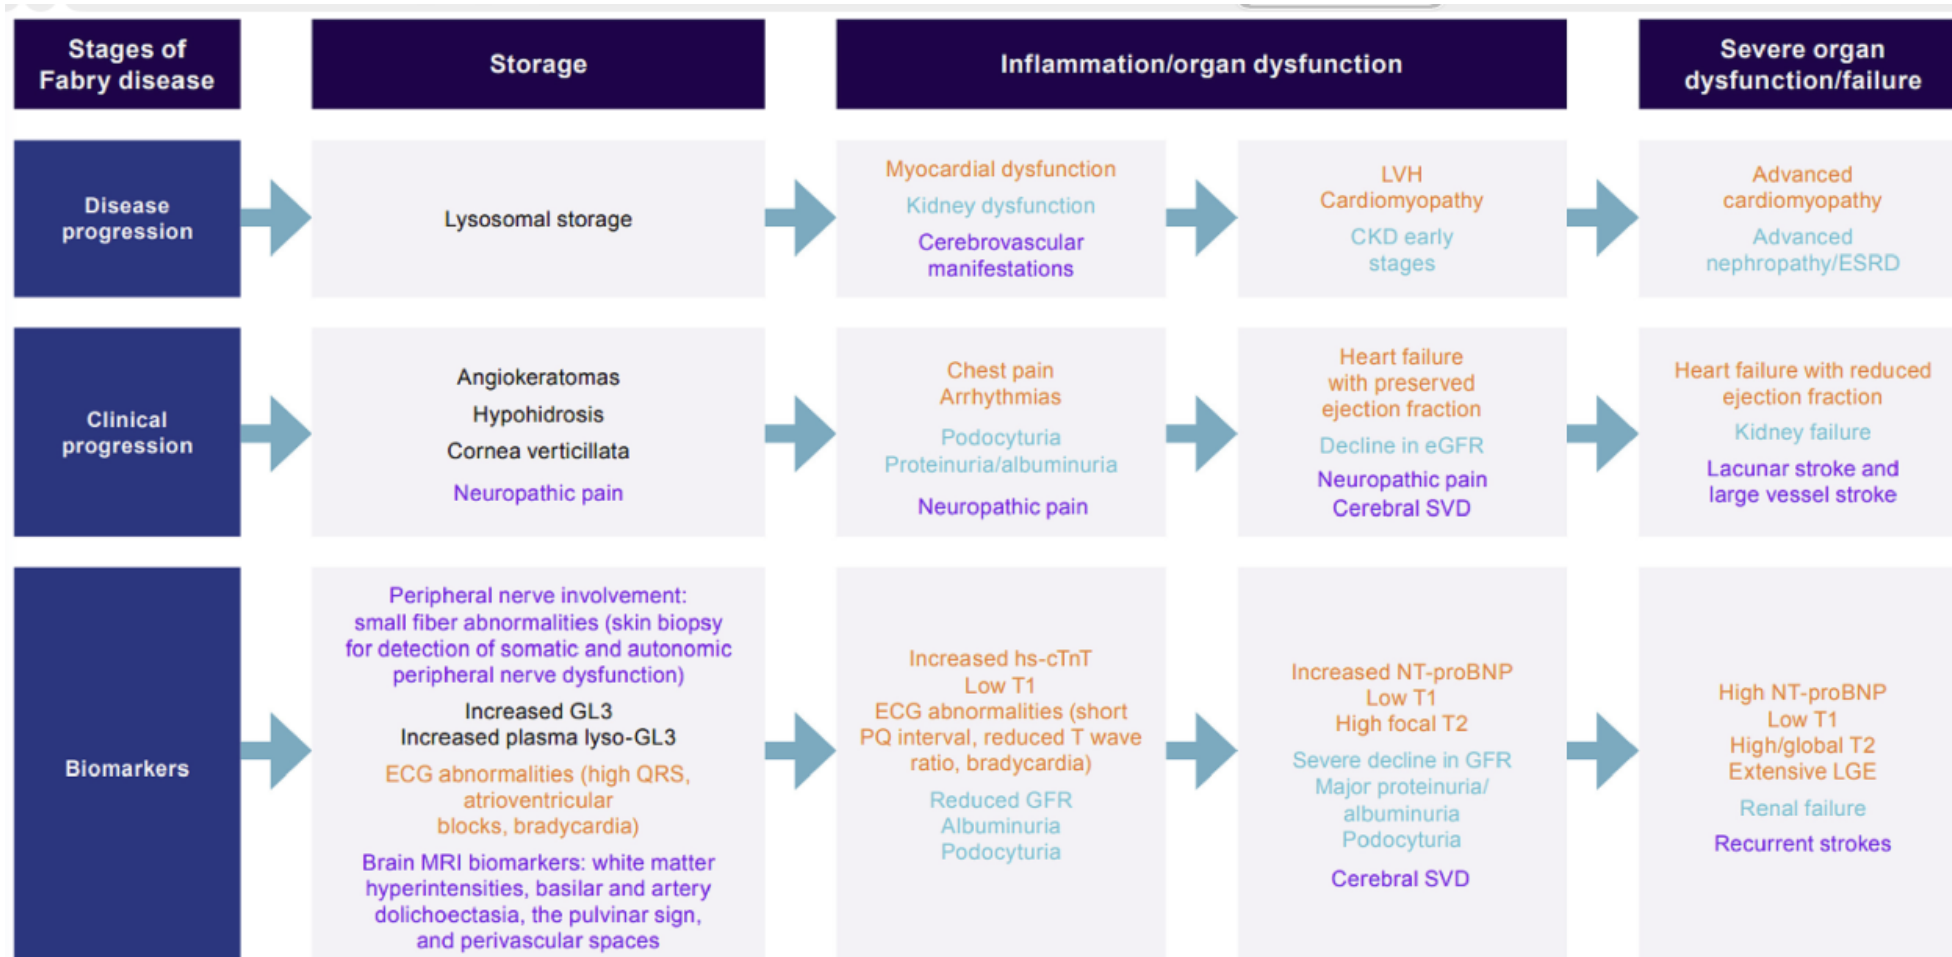 Stages of
Fabry disease
Storage
Inflammation/organ dysfunction
Severe organ
dysfunction/failure
Disease
progression
Lysosomal storage
Myocardial dysfunction
Kidney dysfunction
Cerebrovascular
manifestations
LVH
Cardiomyopathy
CKD early
stages
Advanced
cardiomyopathy
Advanced
nephropathy/ESRD
Clinical
progression
Angiokeratomas
Hypohidrosis
Cornea verticillata
Neuropathic pain
Chest pain
Arrhythmias
Podocyturia
Proteinuria/albuminuria
Neuropathic pain
Heart failure
with preserved
ejection fraction
Decline in eGFR
Neuropathic pain
Cerebral SVD
Heart failure with reduced
ejection fraction
Kidney failure
Lacunar stroke and
large vessel stroke
Biomarkers
Peripheral nerve involvement:
small fiber abnormalities (skin biopsy
for detection of somatic and autonomic
peripheral nerve dysfunction)
Increased GL3
Increased plasma lyso-GL3
ECG abnormalities (high QRS,
atrioventricular
blocks, bradycardia)
Brain MRI biomarkers: white matter
hyperintensities, basilar and artery
dolichoectasia, the pulvinar sign,
and perivascular spaces
Increased hs-cTnT
Low T1
ECG abnormalities (short
PQ interval, reduced T wave
ratio, bradycardia)
Reduced GFR
Albuminuria
Podocyturia
Increased NT-proBNP
Low T1
High focal T2
Severe decline in GFR
Major proteinuria/
albuminuria
Podocyturia
Cerebral SVD
High NT-proBNP
Low T1
High/global T2
Extensive LGE
Renal failure
Recurrent strokes